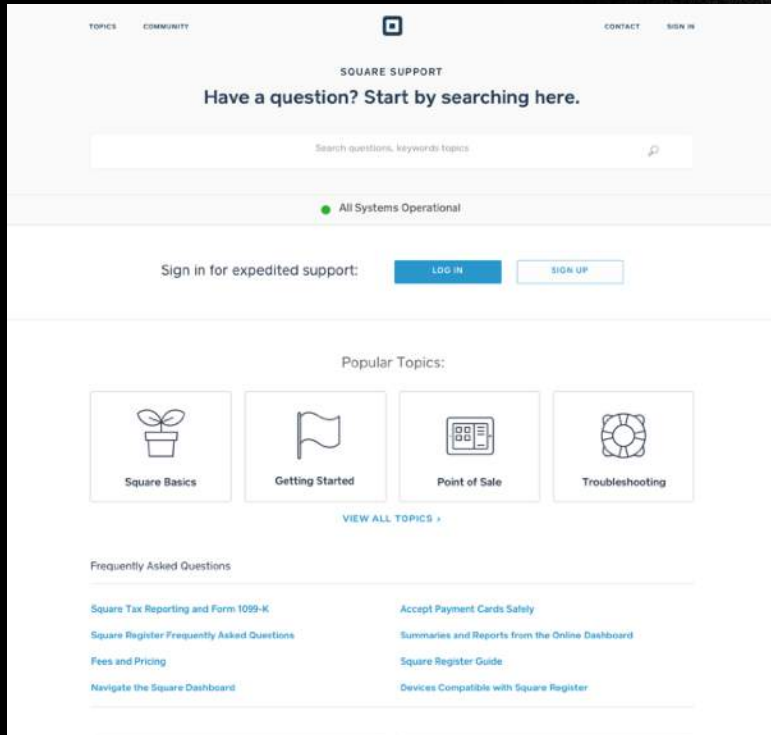 TOPICS COMMUNITY CONTACT SIGN IN
SQUARE SUPPORT
Have a question? Start by searching here.
Search questions, keywords topics
All Systems Operational
Sign in for expedited support: LOG IN SIGN UP
Popular Topics:
Square Basics Getting Started Point of Sale Troubleshooting
VIEW ALL TOPICS >
Frequently Asked Questions
Square Tax Reporting and Form 1099-K Accept Payment Cards Safely
Square Register Frequently Asked Questions Summaries and Reports from the Online Dashboard
Fees and Pricing Square Register Guide
Navigate the Square Dashboard Devices Compatible with Square Register